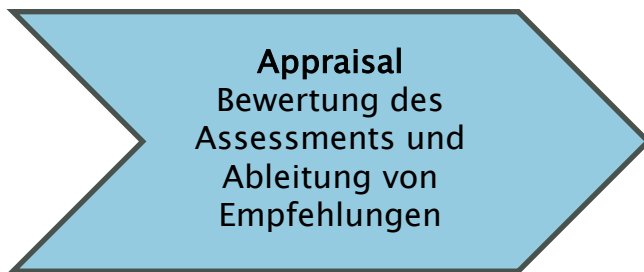 Appraisal
Bewertung des
Assessments und
Ableitung von
Empfehlungen